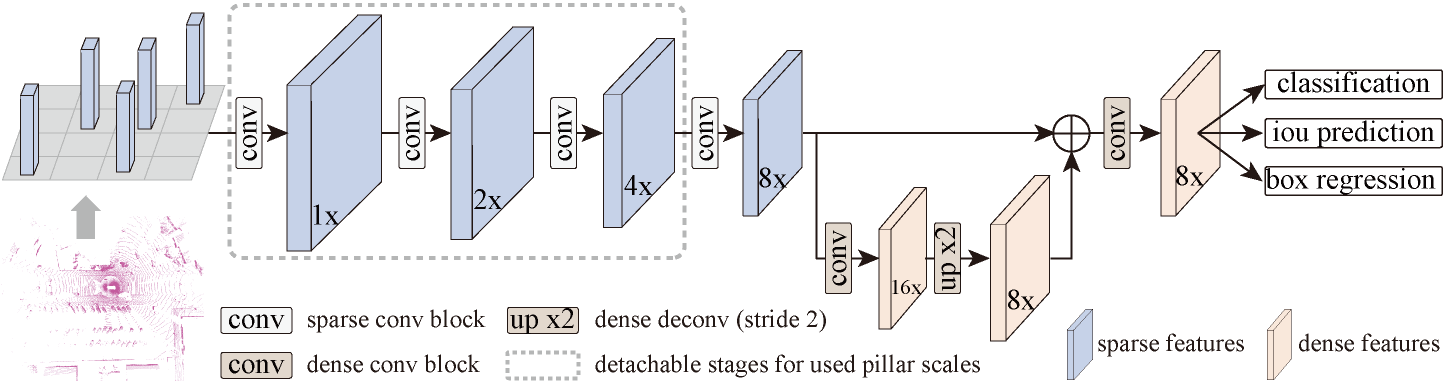 conv
1x
conv
2x
conv
4x
conv
8x
conv
16x
up x2
8x
conv
8x
classification
iou prediction
box regression
conv sparse conv block
up x2 dense deconv (stride 2)
conv dense conv block
detachable stages for used pillar scales
sparse features
dense features